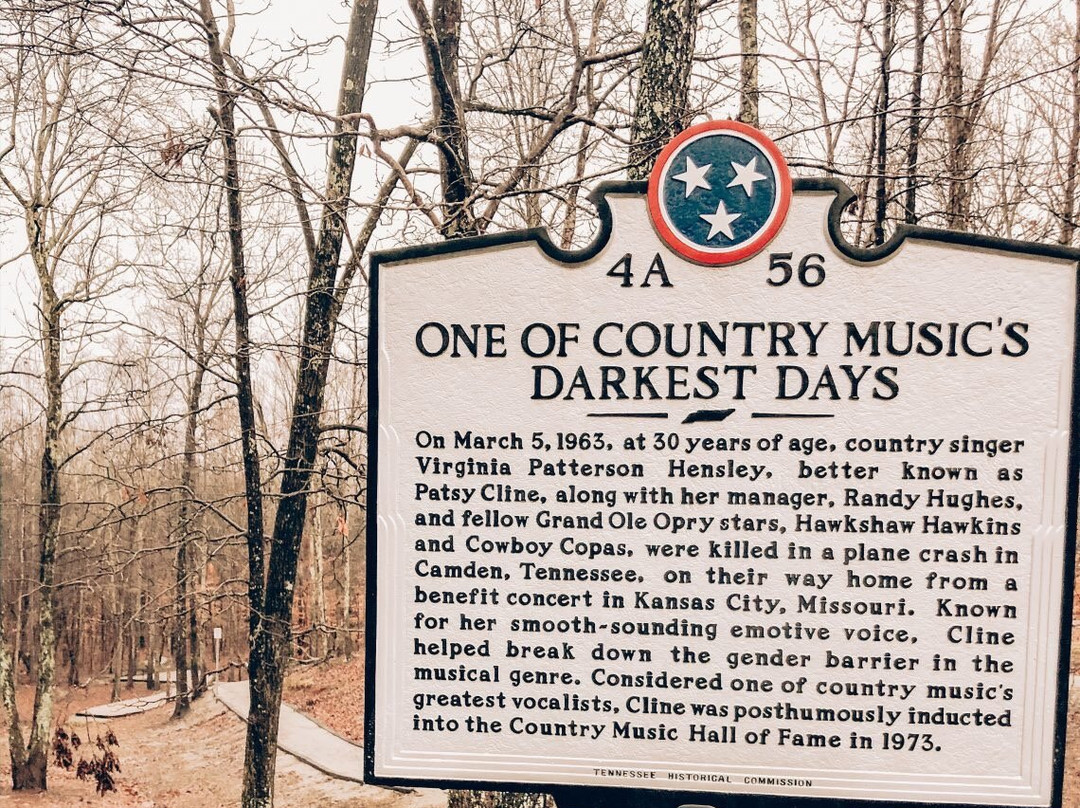 4A 56
ONE OF COUNTRY MUSIC'S
DARKEST DAYS
On March 5, 1963, at 30 years of age, country singer
Virginia Patterson Hensley, better known as
Patsy Cline, along with her manager, Randy Hughes,
and fellow Grand Ole Opry stars, Hawkshaw Hawkins
and Cowboy Copas, were killed in a plane crash in
Camden, Tennessee, on their way home from a
benefit concert in Kansas City, Missouri. Known
for her smooth-sounding emotive voice, Cline
helped break down the gender barrier in the
musical genre. Considered one of country music's
greatest vocalists, Cline was posthumously inducted
into the Country Music Hall of Fame in 1973.
TENNESSEE HISTORICAL COMMISSION